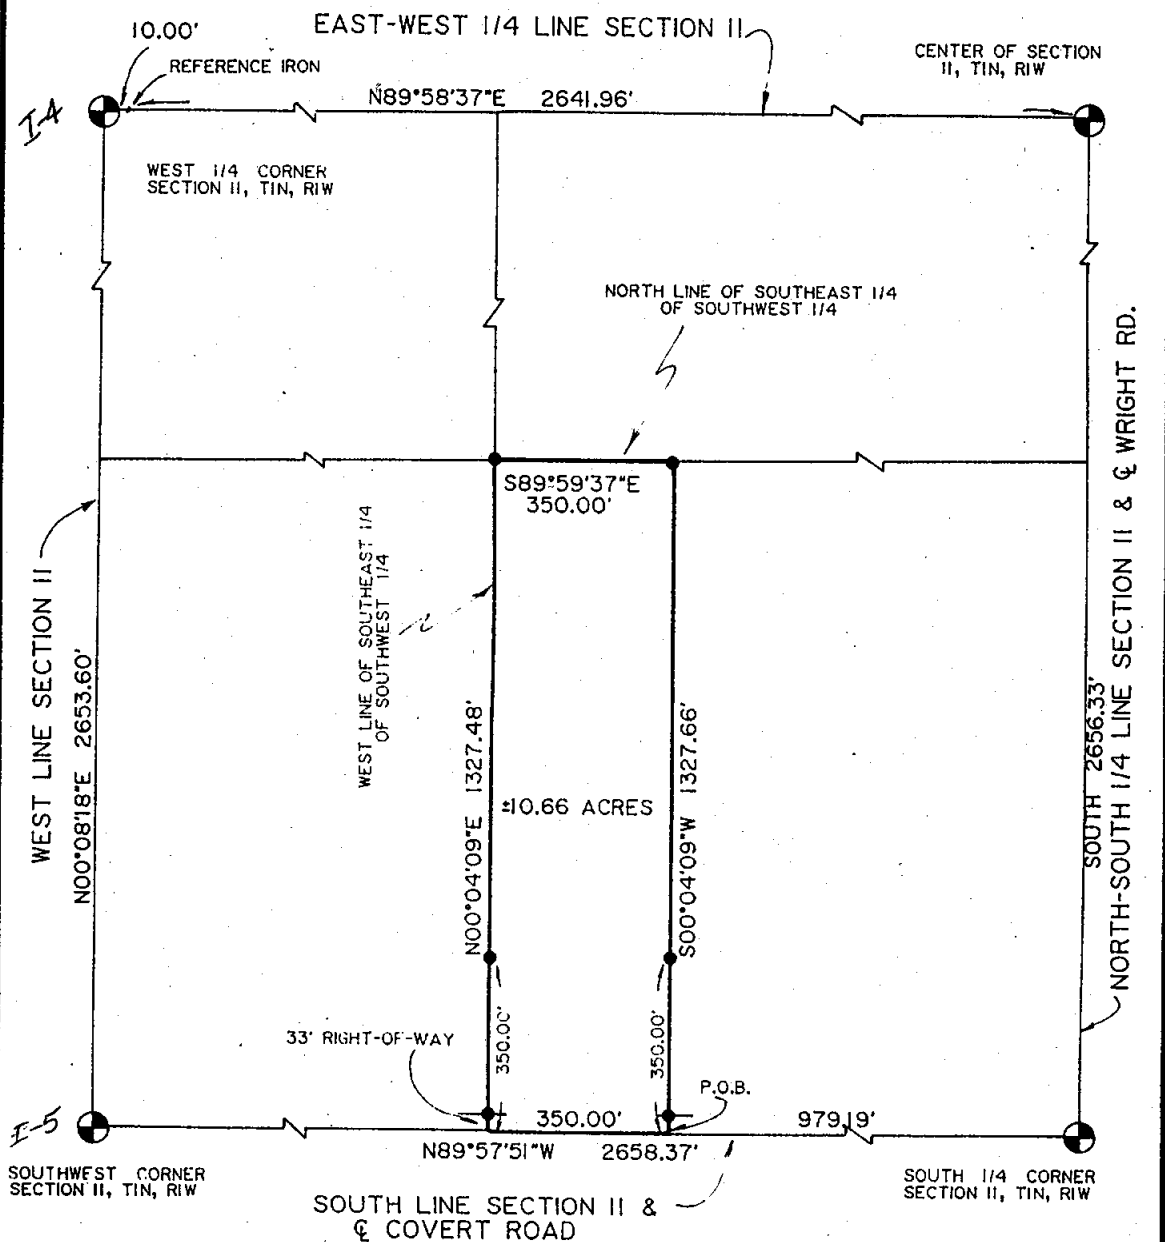 EAST-WEST 1/4 LINE SECTION 11
10.00'
REFERENCE IRON
CENTER OF SECTION
11, T1N, R1W
I-4
N89°58'37"E 2641.96'
WEST 1/4 CORNER
SECTION 11, T1N, R1W
NORTH LINE OF SOUTHEAST 1/4
OF SOUTHWEST 1/4
S89°59'37"E
350.00'
WEST LINE OF SOUTHEAST 1/4
OF SOUTHWEST 1/4
WEST LINE SECTION 11
N00°08'18"E 2653.60'
N00°04'09"E 1327.48'
±10.66 ACRES
S00°04'09"W 1327.66'
SOUTH 2656.33'
NORTH-SOUTH 1/4 LINE SECTION 11 & ℄ WRIGHT RD.
33' RIGHT-OF-WAY
350.00'
350.00'
P.O.B.
I-5
350.00'
979.19'
N89°57'51"W 2658.37'
SOUTHWEST CORNER
SECTION 11, T1N, R1W
SOUTH 1/4 CORNER
SECTION 11, T1N, R1W
SOUTH LINE SECTION 11 &
℄ COVERT ROAD